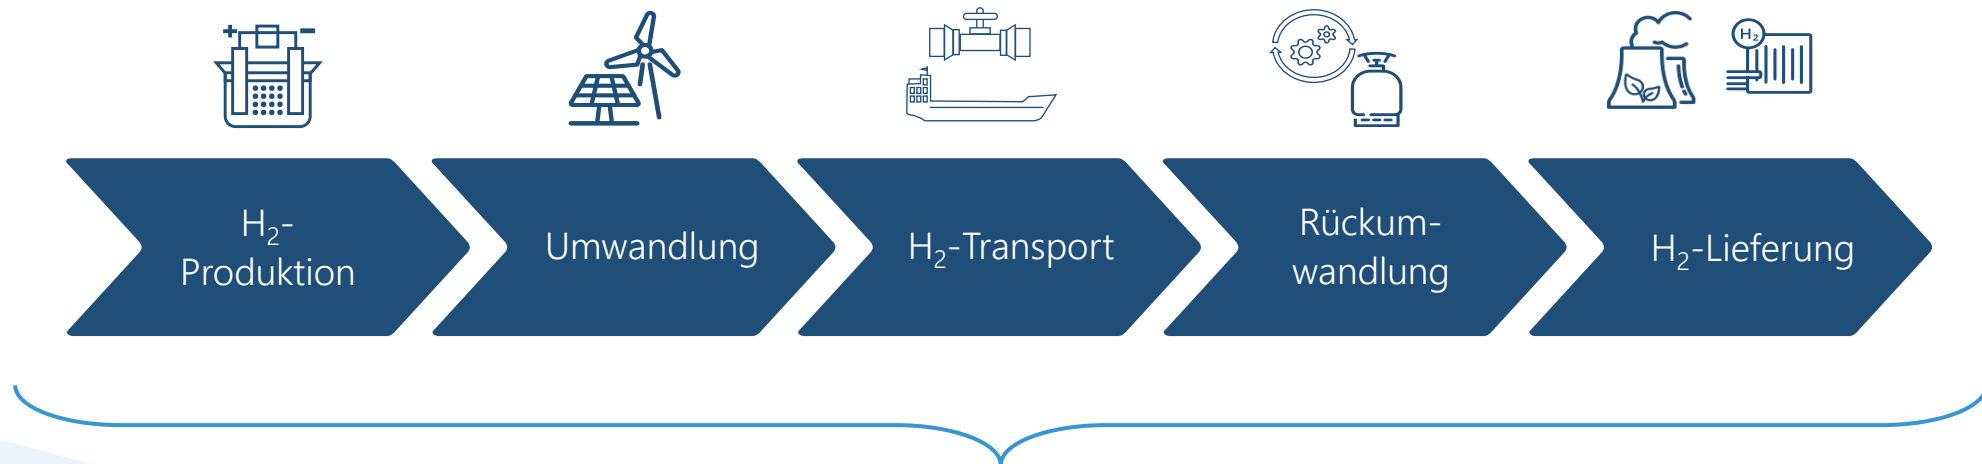 + −
H₂
H₂-
Produktion
Umwandlung
H₂-Transport
Rückum-
wandlung
H₂-Lieferung